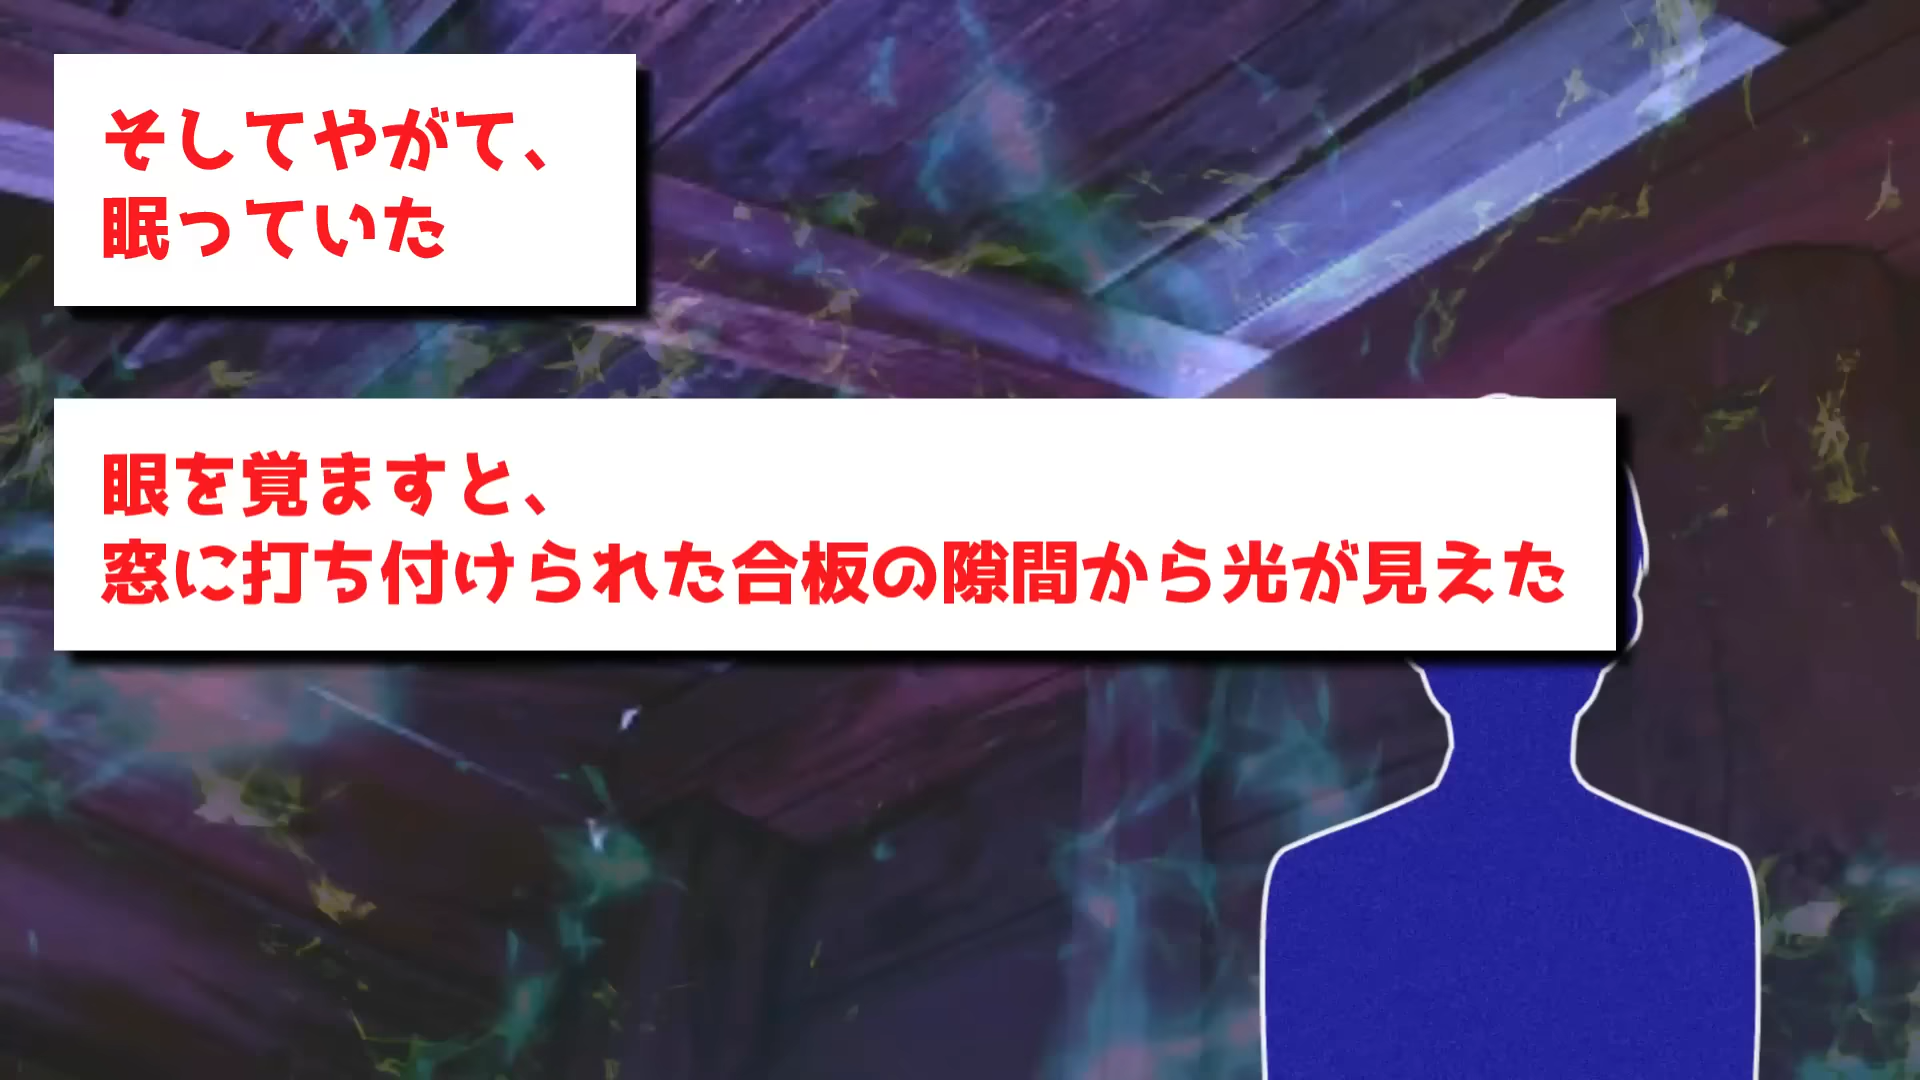 そしてやがて、
眠っていた
眼を覚ますと、
窓に打ち付けられた合板の隙間から光が見えた